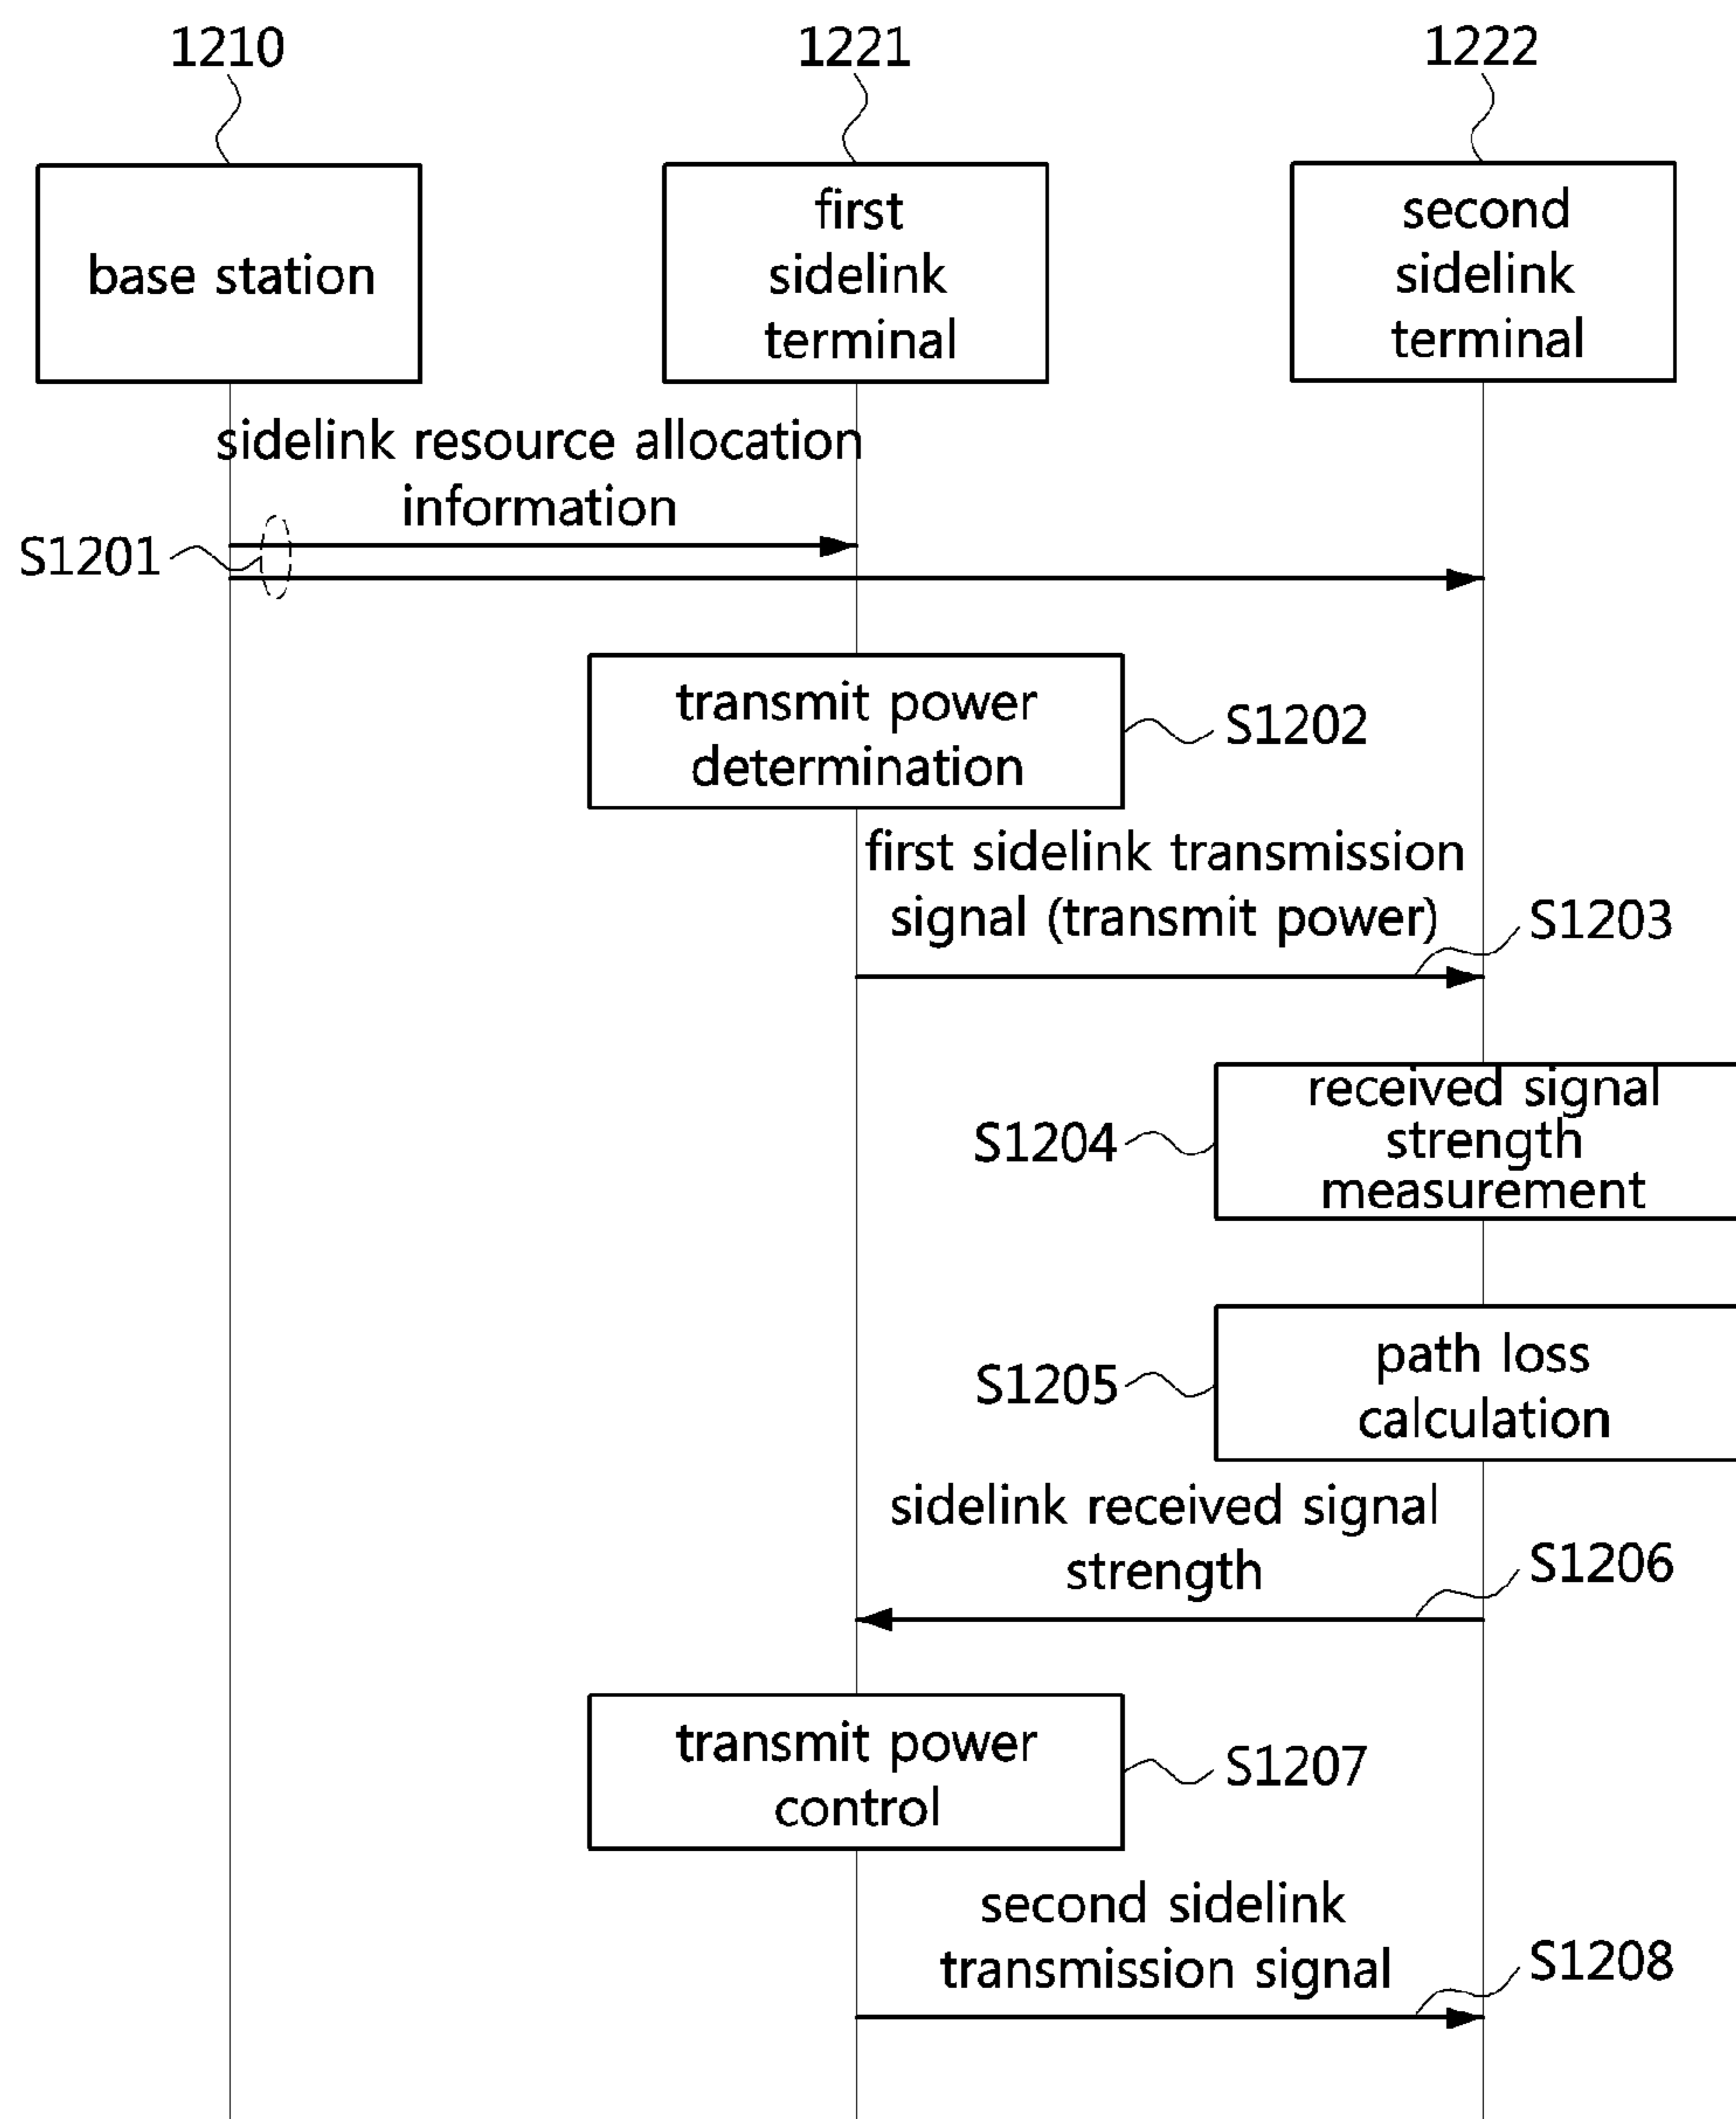 1210
1221
1222
base station
first
sidelink
terminal
second
sidelink
terminal
sidelink resource allocation
information
S1201
transmit power
determination
S1202
first sidelink transmission
signal (transmit power)
S1203
received signal
strength
measurement
S1204
path loss
calculation
S1205
sidelink received signal
strength
S1206
transmit power
control
S1207
second sidelink
transmission signal
S1208